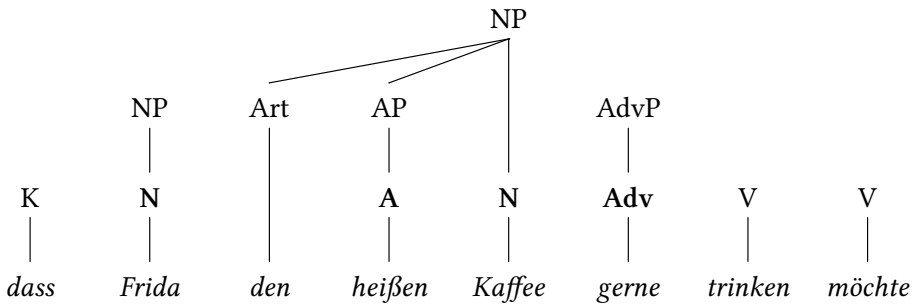 NP
NP Art AP AdvP
K N A N Adv V V
dass Frida den heißen Kaffee gerne trinken möchte